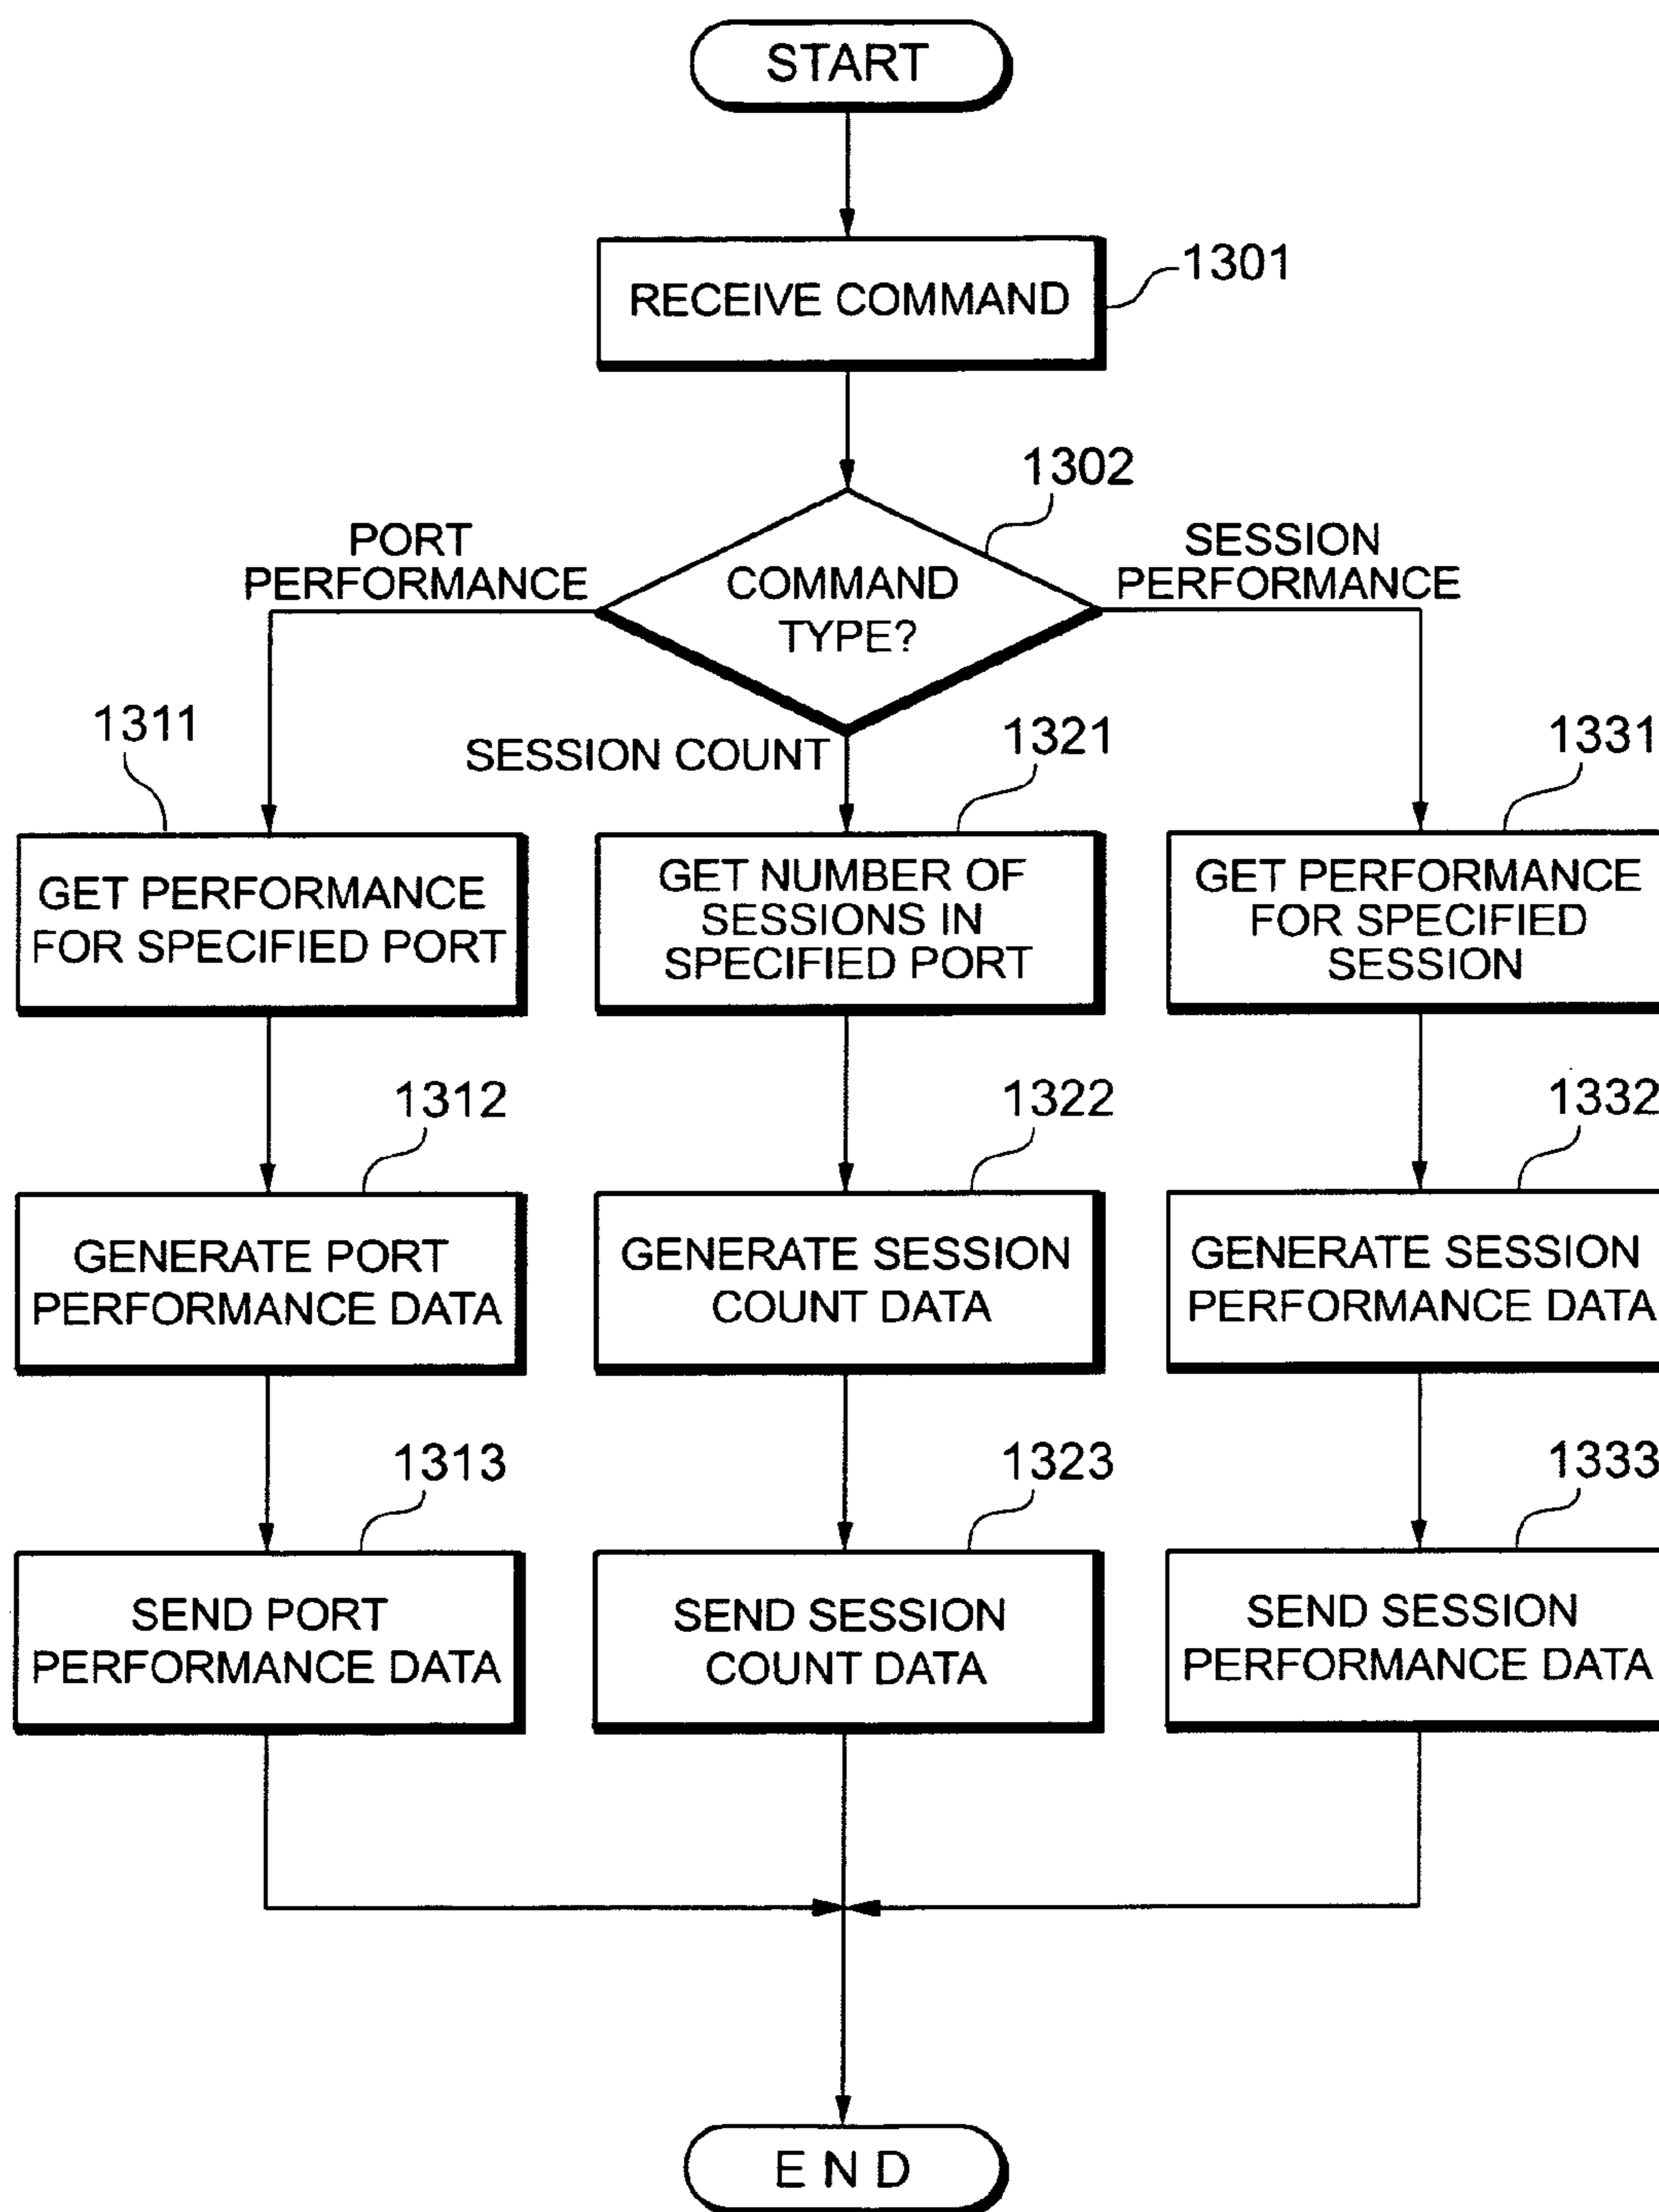 START
1301
RECEIVE COMMAND
1302
PORT
PERFORMANCE
COMMAND
TYPE?
SESSION
PERFORMANCE
SESSION COUNT
1311
GET PERFORMANCE
FOR SPECIFIED PORT
1321
GET NUMBER OF
SESSIONS IN
SPECIFIED PORT
1331
GET PERFORMANCE
FOR SPECIFIED
SESSION
1312
GENERATE PORT
PERFORMANCE DATA
1322
GENERATE SESSION
COUNT DATA
1332
GENERATE SESSION
PERFORMANCE DATA
1313
SEND PORT
PERFORMANCE DATA
1323
SEND SESSION
COUNT DATA
1333
SEND SESSION
PERFORMANCE DATA
END